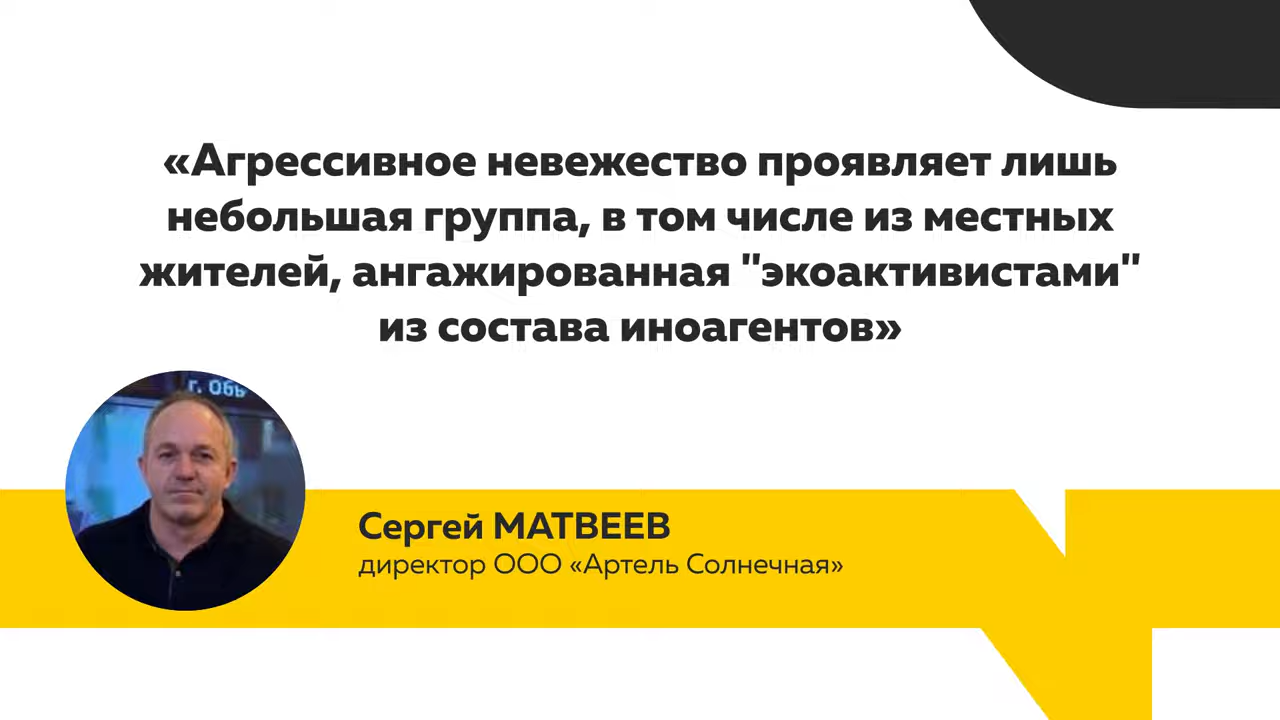 «Агрессивное невежество проявляет лишь
небольшая группа, в том числе из местных
жителей, ангажированная "экоактивистами"
из состава иноагентов»
г. Объ
Сергей МАТВЕЕВ
директор ООО «Артель Солнечная»